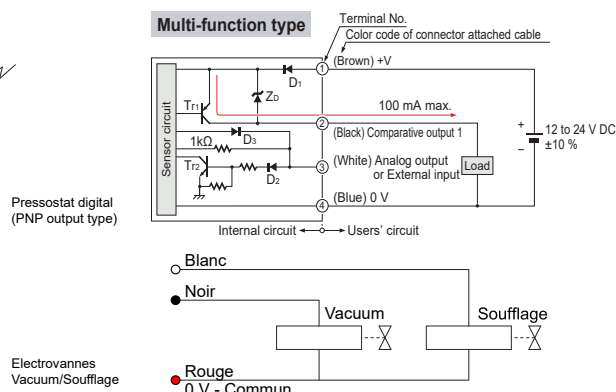 Multi-function type
Terminal No.
Color code of connector attached cable
(Brown) +V
1
D1
ZD
Tr1
100 mA max.
2
(Black) Comparative output 1
D3
1kΩ
Sensor circuit
Tr2
D2
3
(White) Analog output
or External input
Load
+
12 to 24 V DC
±10 %
−
4
(Blue) 0 V
Internal circuit
Users' circuit
Pressostat digital
(PNP output type)
Blanc
Noir
Vacuum
Soufflage
Electrovannes
Vacuum/Soufflage
Rouge
0 V - Commun